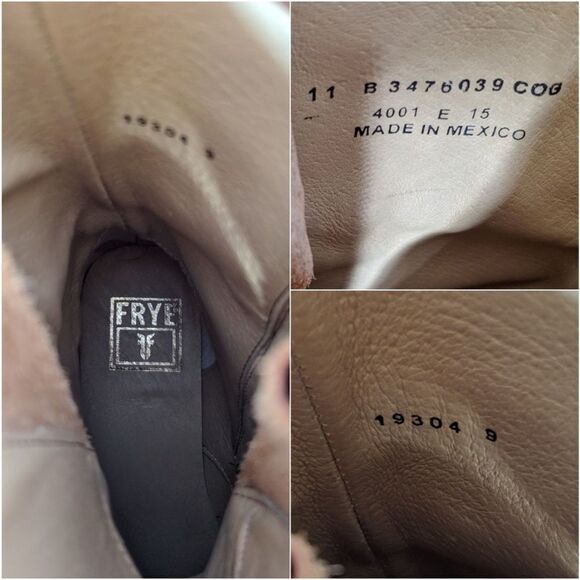 19304 9
FRYE
11 B 3476039 COG
4001 E 15
MADE IN MEXICO
19304 9